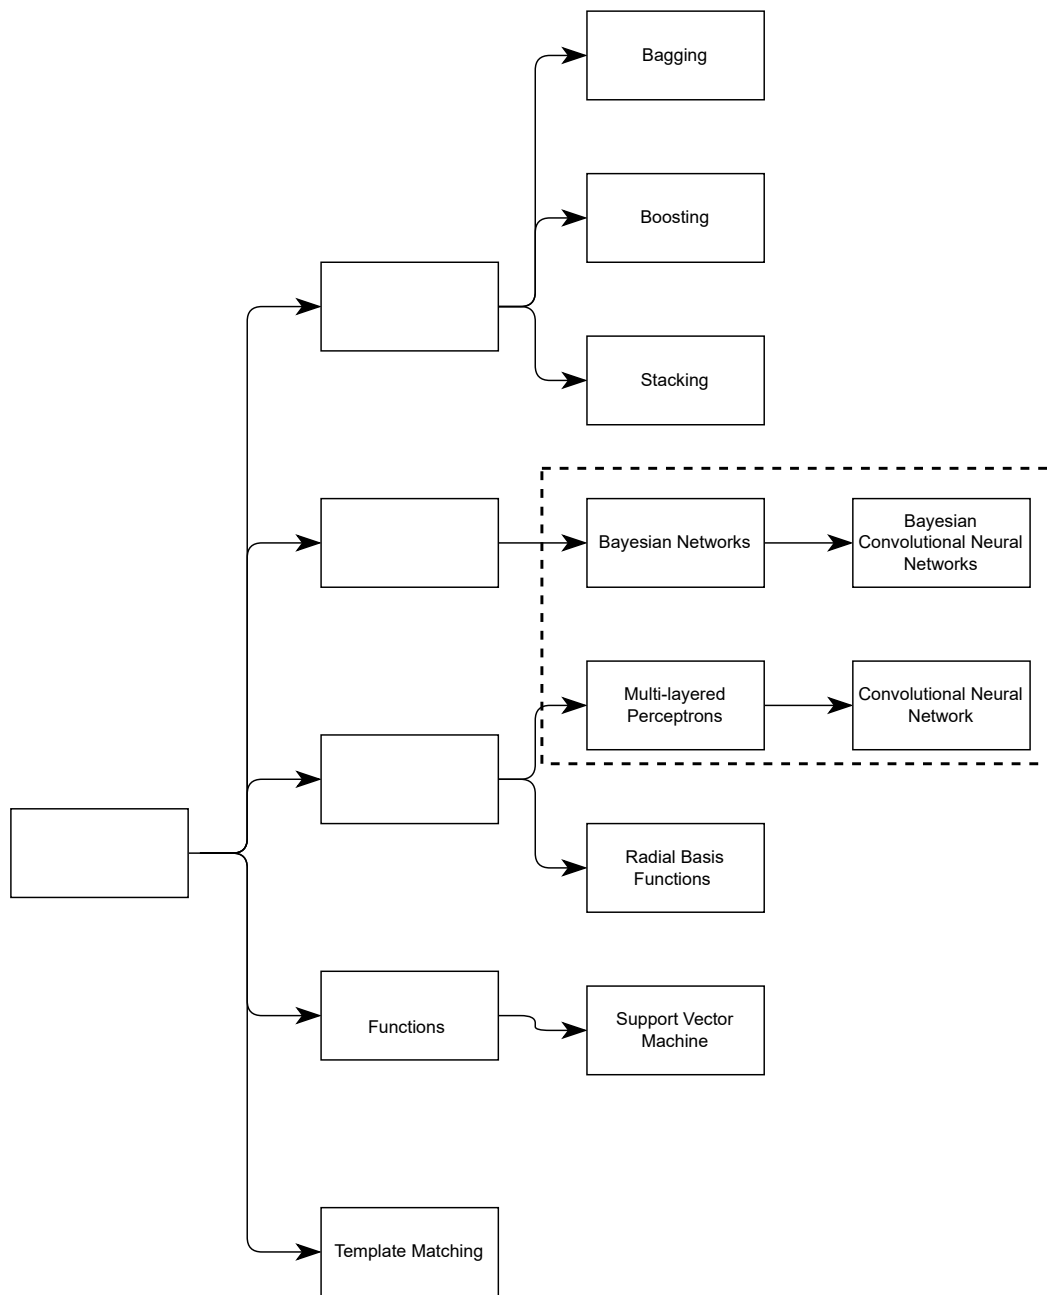 Bagging
Boosting
Stacking
Bayesian Networks
Bayesian
Convolutional Neural
Networks
Multi-layered
Perceptrons
Convolutional Neural
Network
Radial Basis
Functions
Functions
Support Vector
Machine
Template Matching